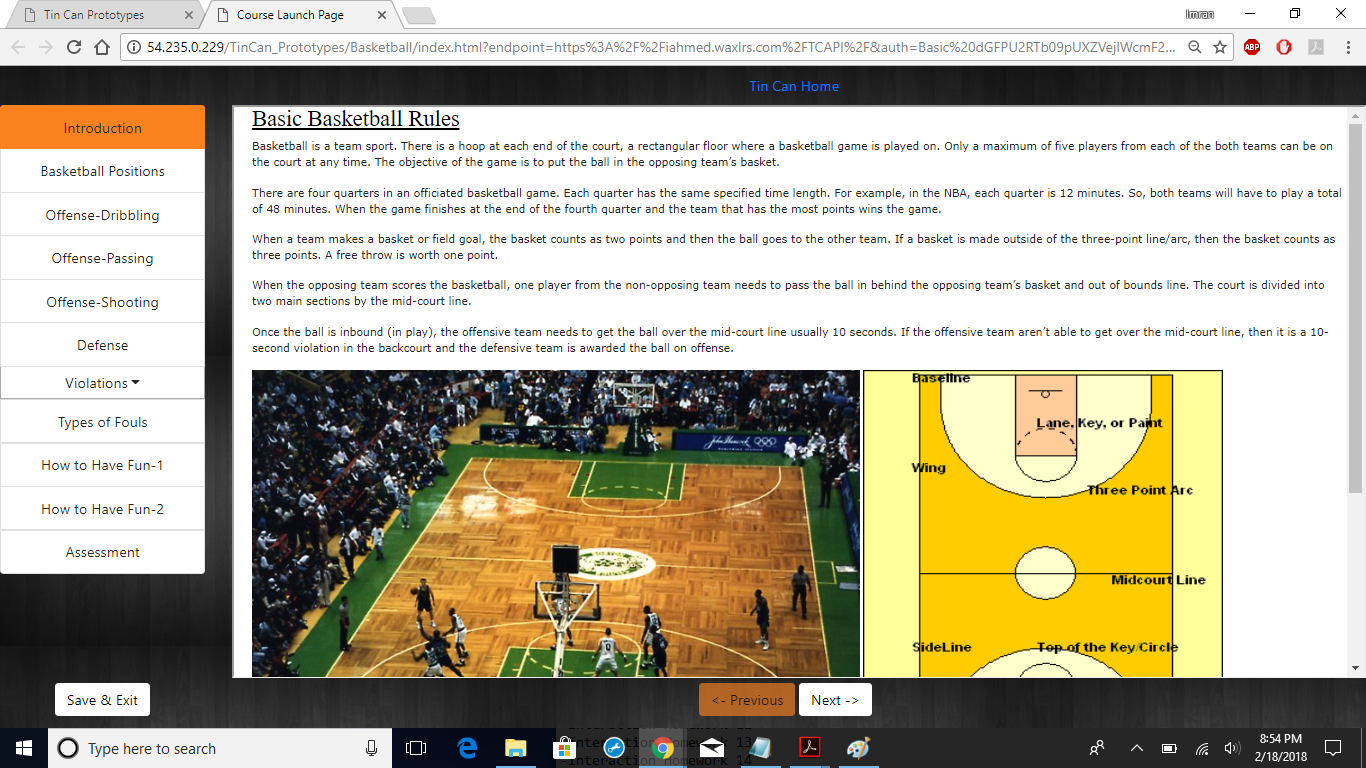 Tin Can Prototypes
Course Launch Page
Imran
54.235.0.229/TinCan_Prototypes/Basketball/index.html?endpoint=https%3A%2F%2Fiahmed.waxlrs.com%2FTCAPI%2F&auth=Basic%20dGFPU2RTb09pUXZVejlWcmF2...
ABP
Tin Can Home
Introduction
Basketball Positions
Offense-Dribbling
Offense-Passing
Offense-Shooting
Defense
Violations
Types of Fouls
How to Have Fun-1
How to Have Fun-2
Assessment
Basic Basketball Rules
Basketball is a team sport. There is a hoop at each end of the court, a rectangular floor where a basketball game is played on. Only a maximum of five players from each of the both teams can be on
the court at any time. The objective of the game is to put the ball in the opposing team’s basket.
There are four quarters in an officiated basketball game. Each quarter has the same specified time length. For example, in the NBA, each quarter is 12 minutes. So, both teams will have to play a total
of 48 minutes. When the game finishes at the end of the fourth quarter and the team that has the most points wins the game.
When a team makes a basket or field goal, the basket counts as two points and then the ball goes to the other team. If a basket is made outside of the three-point line/arc, then the basket counts as
three points. A free throw is worth one point.
When the opposing team scores the basketball, one player from the non-opposing team needs to pass the ball in behind the opposing team’s basket and out of bounds line. The court is divided into
two main sections by the mid-court line.
Once the ball is inbound (in play), the offensive team needs to get the ball over the mid-court line usually 10 seconds. If the offensive team aren’t able to get over the mid-court line, then it is a 10-
second violation in the backcourt and the defensive team is awarded the ball on offense.
John Hancock
Baseline
Lane, Key, or Paint
Wing
Three Point Arc
Midcourt Line
SideLine
Top of the Key/Circle
Save & Exit
<- Previous
Next ->
Type here to search
-Interaction Homework 13
-Interaction Homework 14
8:54 PM
2/18/2018